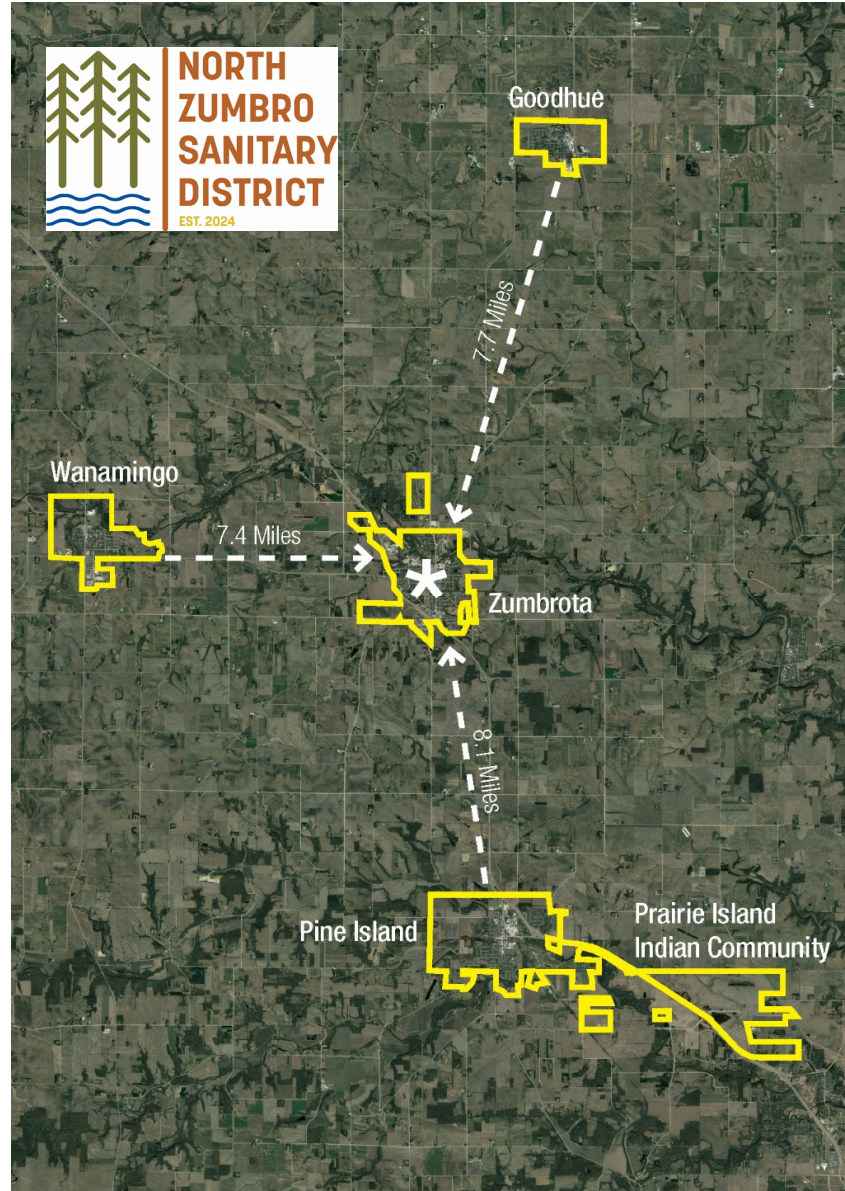 NORTH
ZUMBRO
SANITARY
DISTRICT
EST. 2024
Goodhue
7.7 Miles
Wanamingo
7.4 Miles
Zumbrota
8.1 Miles
Pine Island
Prairie Island
Indian Community